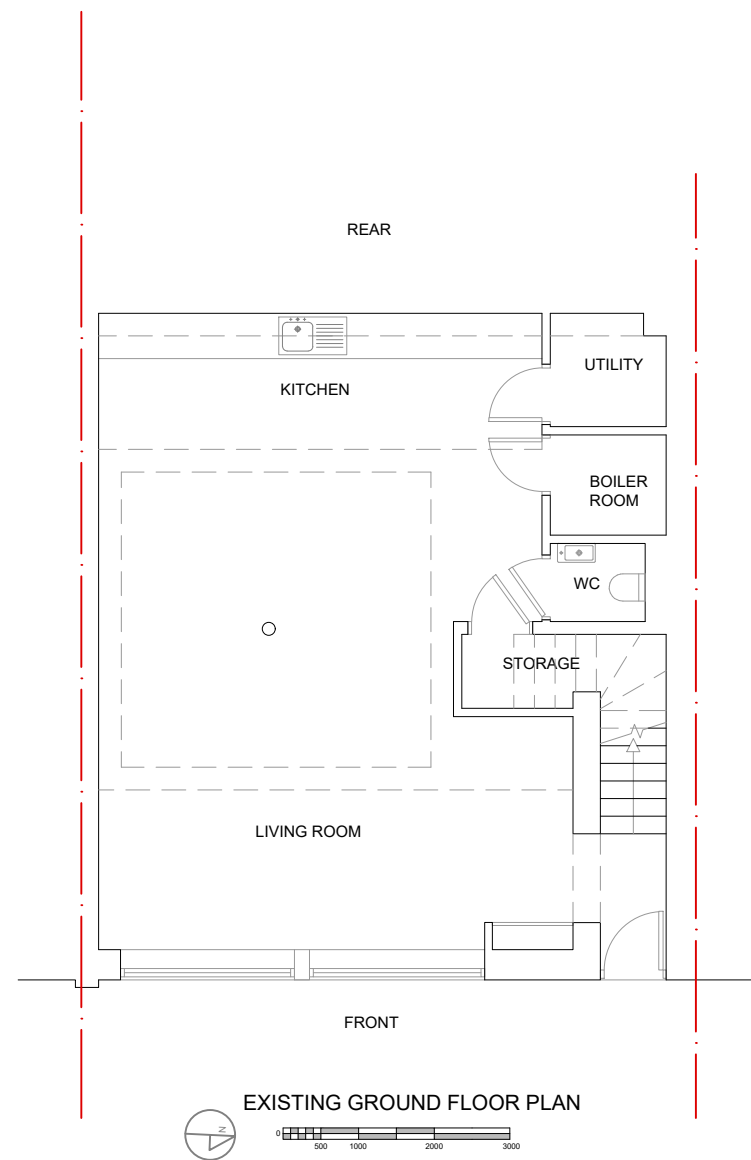 REAR
UTILITY
KITCHEN
BOILER
ROOM
WC
STORAGE
LIVING ROOM
FRONT
EXISTING GROUND FLOOR PLAN
N
0
500 1000 2000 3000